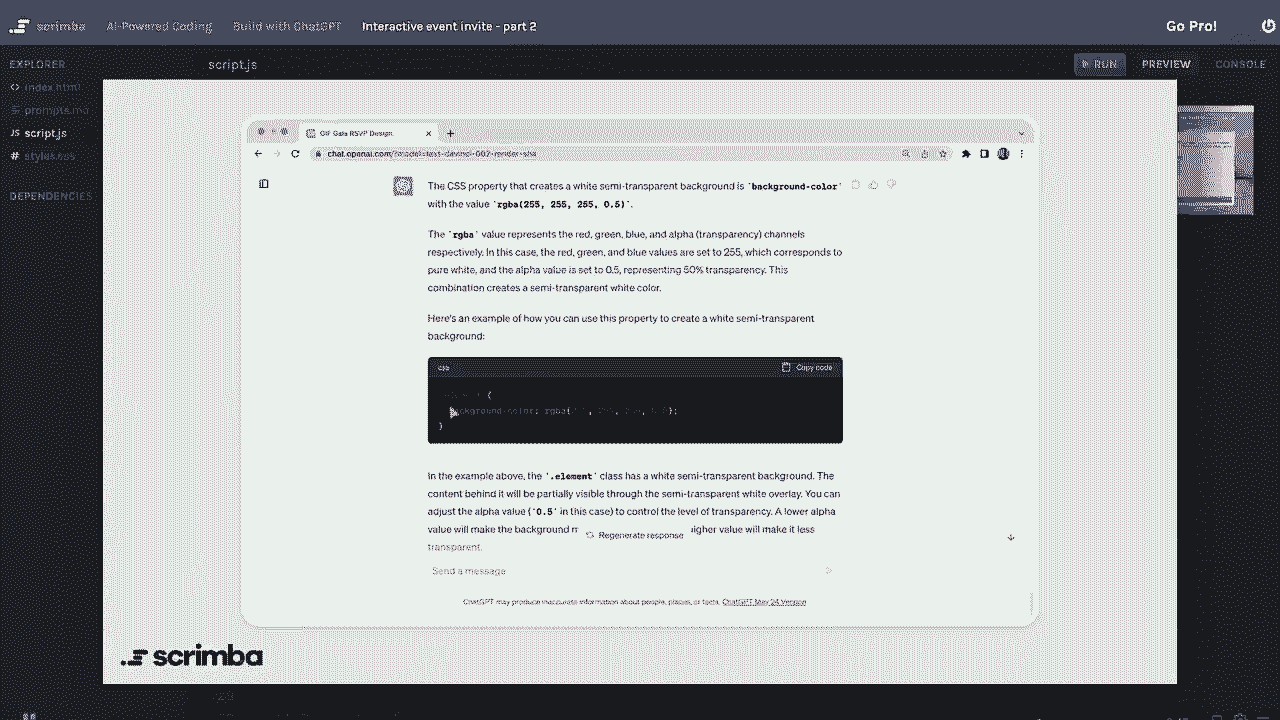 scrimba AI-Powered Coding Build with ChatGPT Interactive event invite - part 2 Go Pro!
EXPLORER script.js RUN PREVIEW CONSOLE
index.html
prompts.md
JS script.js
# styles.css
DEPENDENCIES
GIF Gala RSVP Design.
chat.openai.com/?model=text-davinci-002-render-sha
The CSS property that creates a white semi-transparent background is `background-color`
with the value `rgba(255, 255, 255, 0.5)`.
The `rgba` value represents the red, green, blue, and alpha (transparency) channels
respectively. In this case, the red, green, and blue values are set to 255, which corresponds to
pure white, and the alpha value is set to 0.5, representing 50% transparency. This
combination creates a semi-transparent white color.
Here's an example of how you can use this property to create a white semi-transparent
background:
css Copy code
{
background-color: rgba( , , , );
}
In the example above, the `.element` class has a white semi-transparent background. The
content behind it will be partially visible through the semi-transparent white overlay. You can
adjust the alpha value (`0.5` in this case) to control the level of transparency. A lower alpha
value will make the background Regenerate response higher value will make it less
transparent.
Send a message
ChatGPT may produce inaccurate information about people, places, or facts. ChatGPT May 24 Version
scrimba